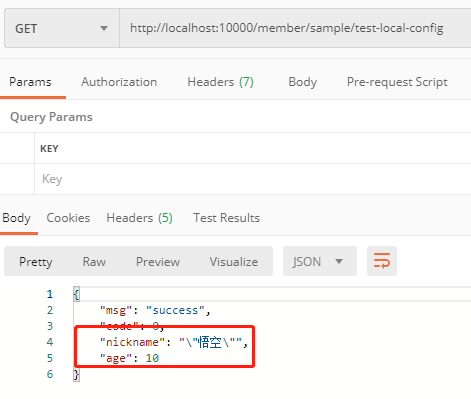 GET http://localhost:10000/member/sample/test-local-config
Params Authorization Headers (7) Body Pre-request Script
Query Params
KEY
Key
Body Cookies Headers (5) Test Results
Pretty Raw Preview Visualize JSON
1 {
2 "msg": "success",
3 "code": 0,
4 "nickname": "\"悟空\"",
5 "age": 10
6 }